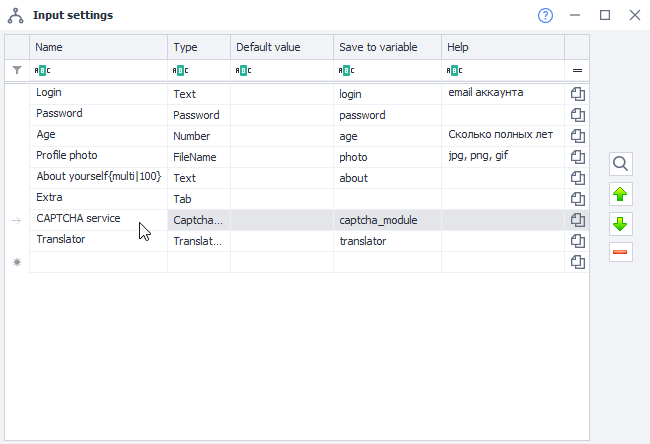 Input settings
Name Type Default value Save to variable Help
ABC ABC ABC ABC ABC
Login Text login email аккаунта
Password Password password
Age Number age Сколько полных лет
Profile photo FileName photo jpg, png, gif
About yourself{multi|100} Text about
Extra Tab
CAPTCHA service Captcha... captcha_module
Translator Translat... translator